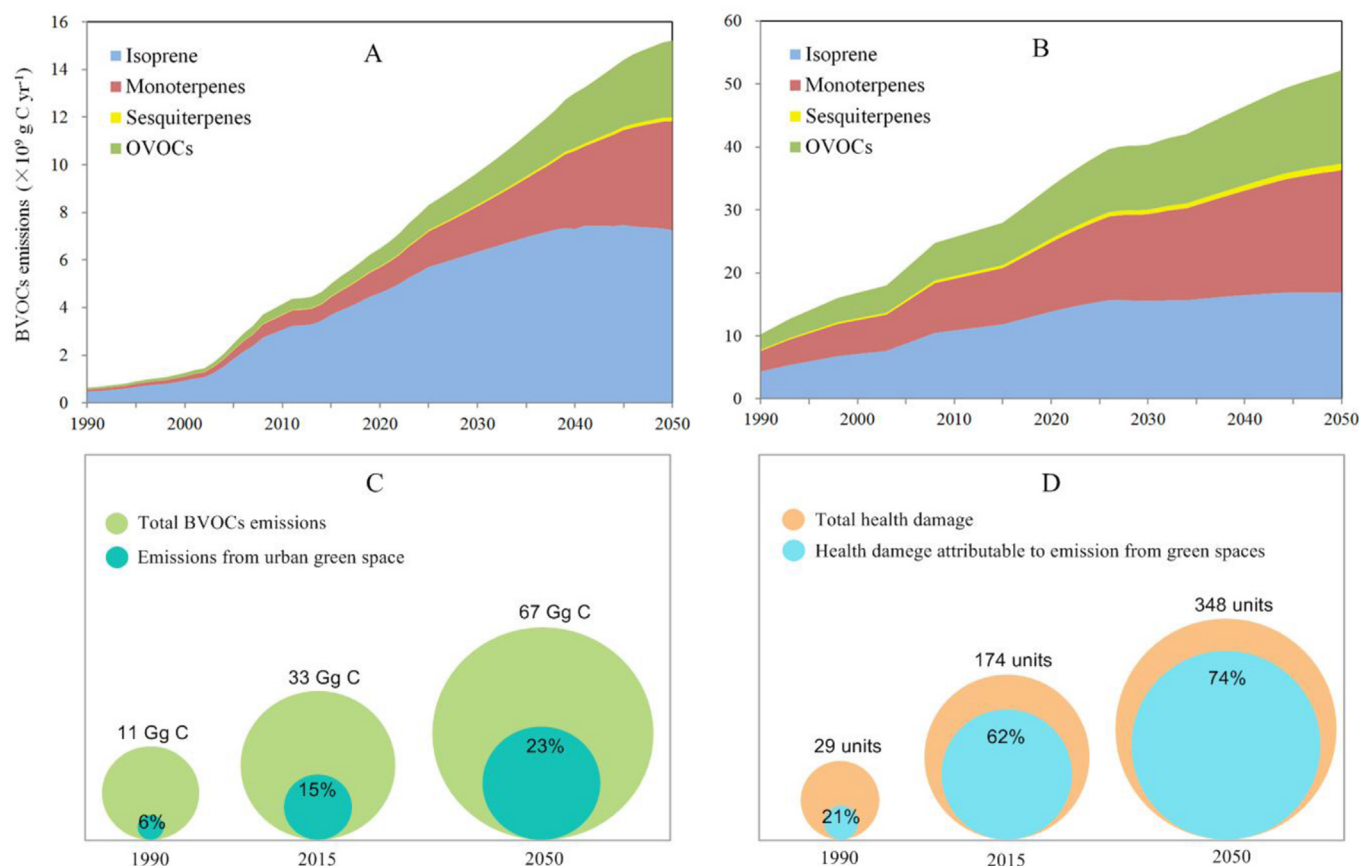 A
Isoprene
Monoterpenes
Sesquiterpenes
OVOCs
BVOCs emissions (×10⁹ g C yr⁻¹)
16
14
12
10
8
6
4
2
0
1990 2000 2010 2020 2030 2040 2050
B
Isoprene
Monoterpenes
Sesquiterpenes
OVOCs
60
50
40
30
20
10
0
1990 2000 2010 2020 2030 2040 2050
C
Total BVOCs emissions
Emissions from urban green space
11 Gg C
33 Gg C
67 Gg C
6%
15%
23%
1990 2015 2050
D
Total health damage
Health damege attributable to emission from green spaces
29 units
174 units
348 units
21%
62%
74%
1990 2015 2050